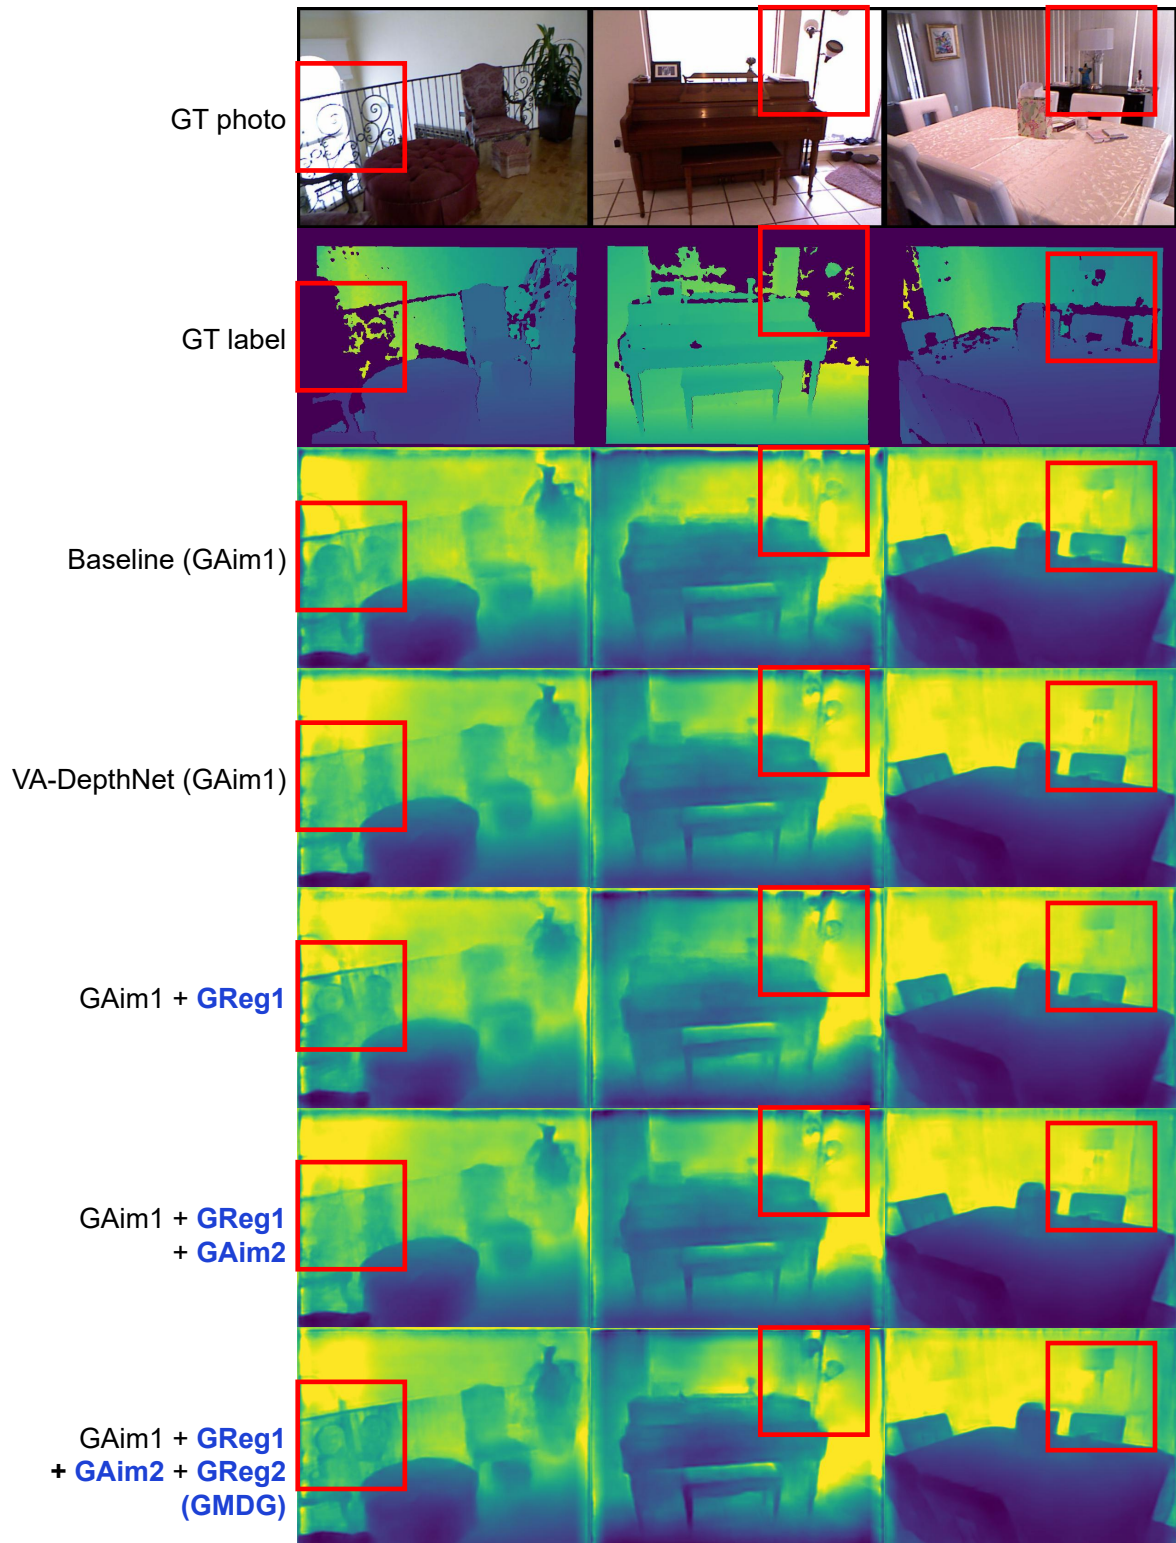 GT photo
GT label
Baseline (GAim1)
VA-DepthNet (GAim1)
GAim1 + GReg1
GAim1 + GReg1
+ GAim2
GAim1 + GReg1
+ GAim2 + GReg2
(GMDG)